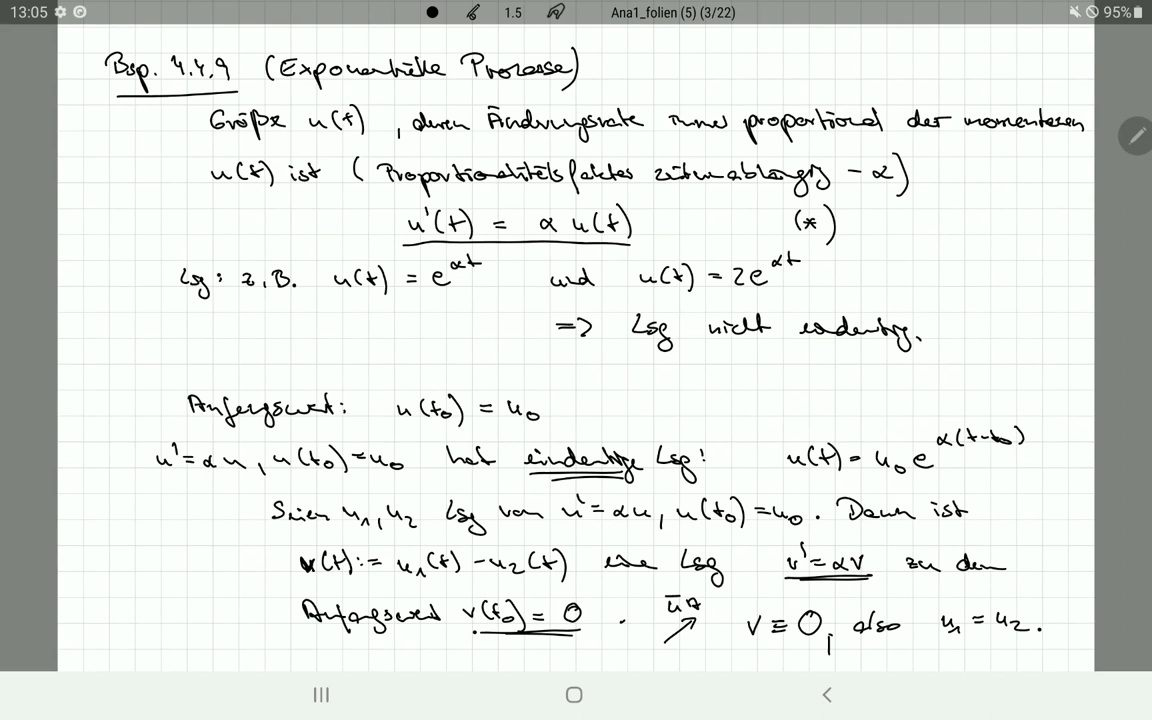 13:05 1.5 Ana1_folien (5) (3/22) 95%
Bsp. 4.4.9 (Exponentielle Prozesse)
Größe u(t), deren Änderungsrate immer proportional der momentanen
u(t) ist (Proportionalitätsfaktor zeitunabhängig - α)
u'(t) = α u(t) (*)
Lsg: z.B. u(t) = e^{αt} und u(t) = 2e^{αt}
=> Lsg nicht eindeutig.
Anfangswert: u(t₀) = u₀
u' = αu, u(t₀) = u₀ hat eindeutige Lsg: u(t) = u₀ e^{α(t-t₀)}
Seien u₁, u₂ Lsg von u' = αu, u(t₀) = u₀. Dann ist
v(t) := u₁(t) - u₂(t) eine Lsg v' = αv zu dem
Anfangswert v(t₀) = 0. ÜA v ≡ 0, also u₁ = u₂.